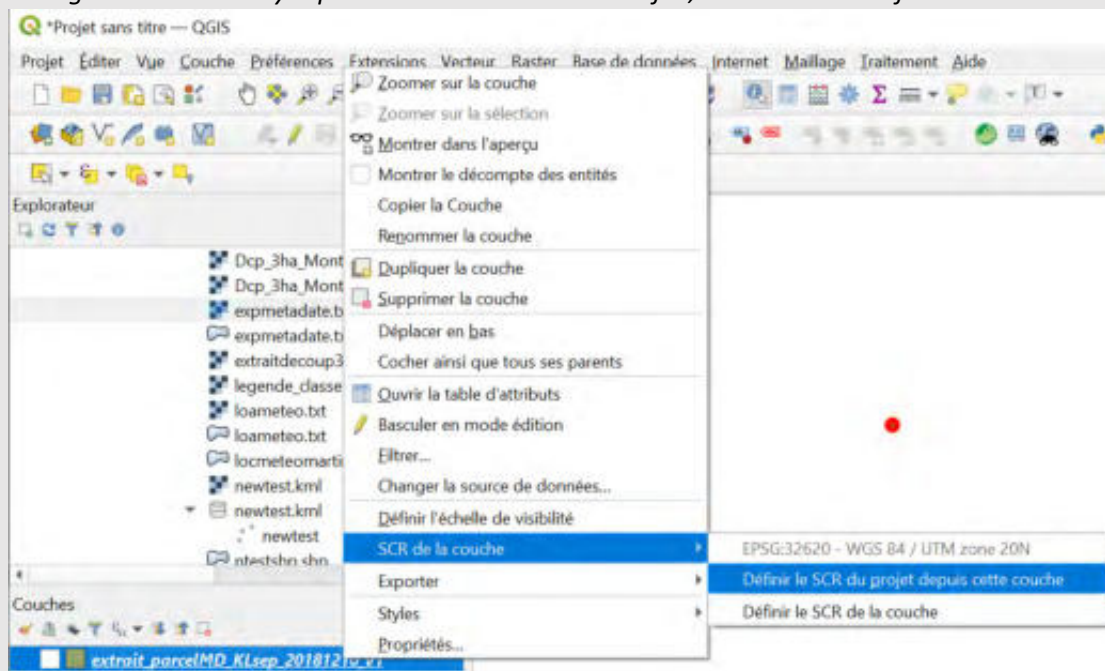 *Projet sans titre — QGIS
Projet Éditer Vue Couche Préférences Extensions Vecteur Raster Base de données Internet Maillage Traitement Aide
Zoomer sur la couche
Zoomer sur la sélection
Montrer dans l'aperçu
Montrer le décompte des entités
Explorateur
Copier la Couche
Renommer la couche
Dcp_3ha_Mont
Dupliquer la couche
Dcp_3ha_Mont
Supprimer la couche
expmetadate.b
expmetadate.b
Déplacer en bas
extraitdecoup3
Cocher ainsi que tous ses parents
legende_classe
Ouvrir la table d'attributs
loameteo.txt
Basculer en mode édition
loameteo.txt
Filtrer...
locmeteomarti
Changer la source de données...
newtest.kml
newtest.kml
Définir l'échelle de visibilité
newtest
SCR de la couche
EPSG:32620 - WGS 84 / UTM zone 20N
ntestshp.shp
Exporter
Définir le SCR du projet depuis cette couche
Couches
Styles
Définir le SCR de la couche
Propriétés...
extrait_parcelMD_KLsep_20181210_v1